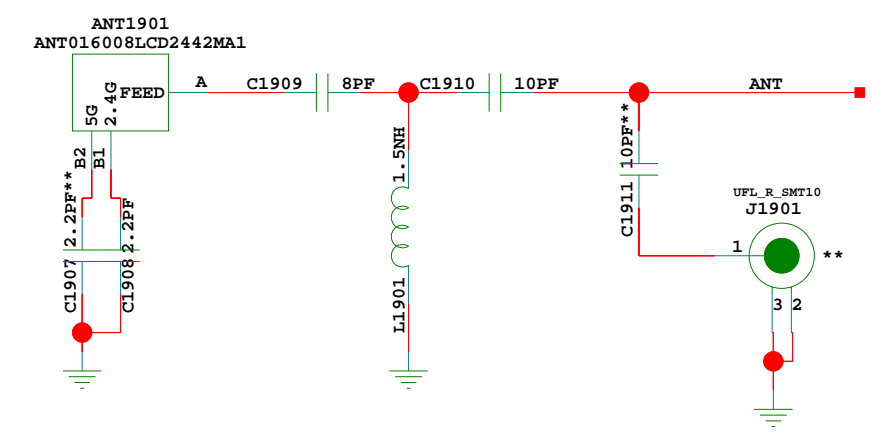 ANT1901
ANT016008LCD2442MA1
FEED
5G
2.4G
A
C1909
8PF
C1910
10PF
ANT
B2
B1
2.2PF**
2.2PF
C1907
C1908
1.5NH
L1901
10PF**
C1911
UFL_R_SMT10
J1901
1
**
3
2